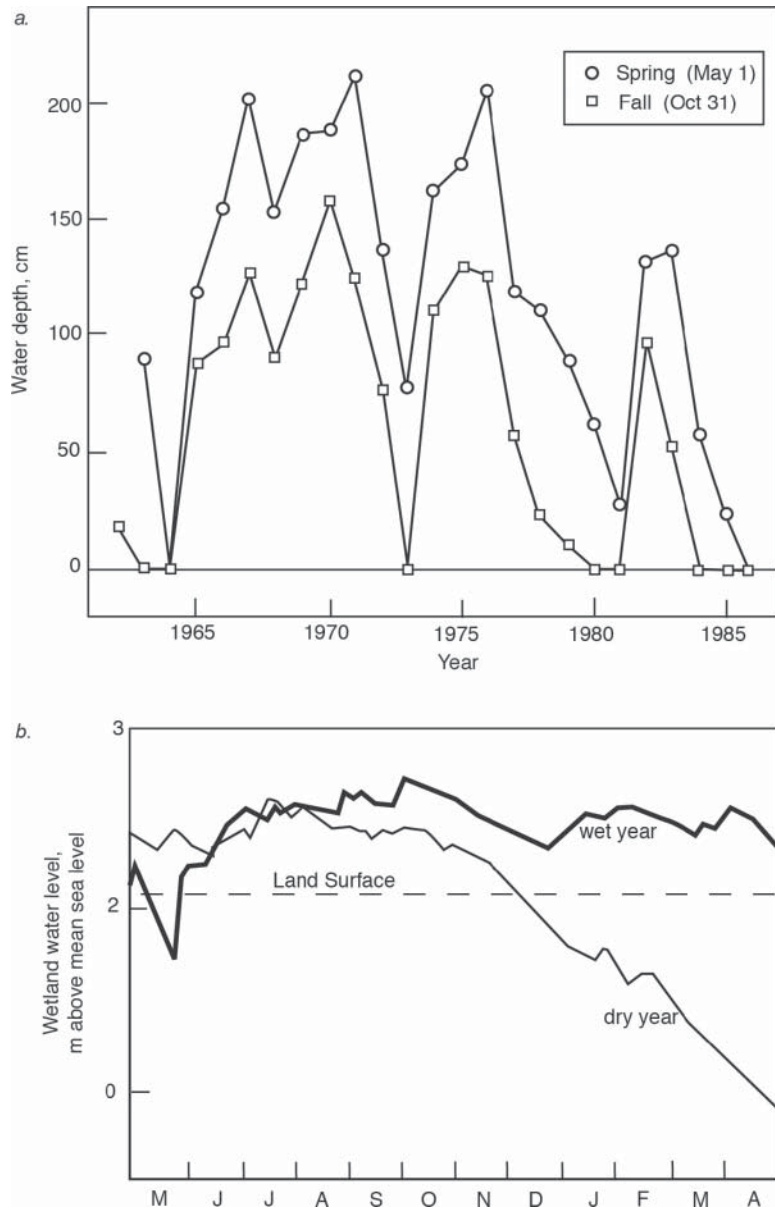 a.
Spring (May 1)
Fall (Oct 31)
200
150
100
50
0
Water depth, cm
1965 1970 1975 1980 1985
Year
b.
3
2
0
Wetland water level,
m above mean sea level
wet year
Land Surface
dry year
M J J A S O N D J F M A